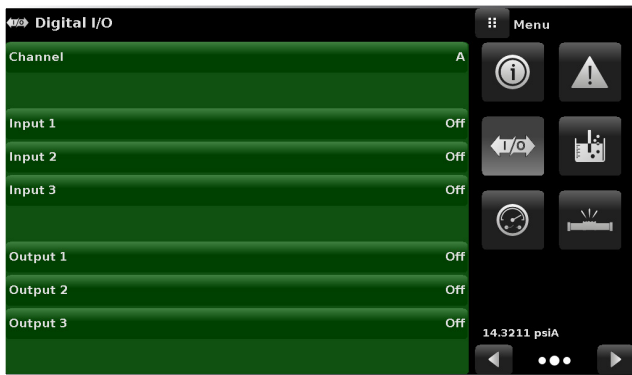 I/O Digital I/O
Menu
Channel A
Input 1 Off
Input 2 Off
Input 3 Off
Output 1 Off
Output 2 Off
Output 3 Off
I/O
14.3211 psiA